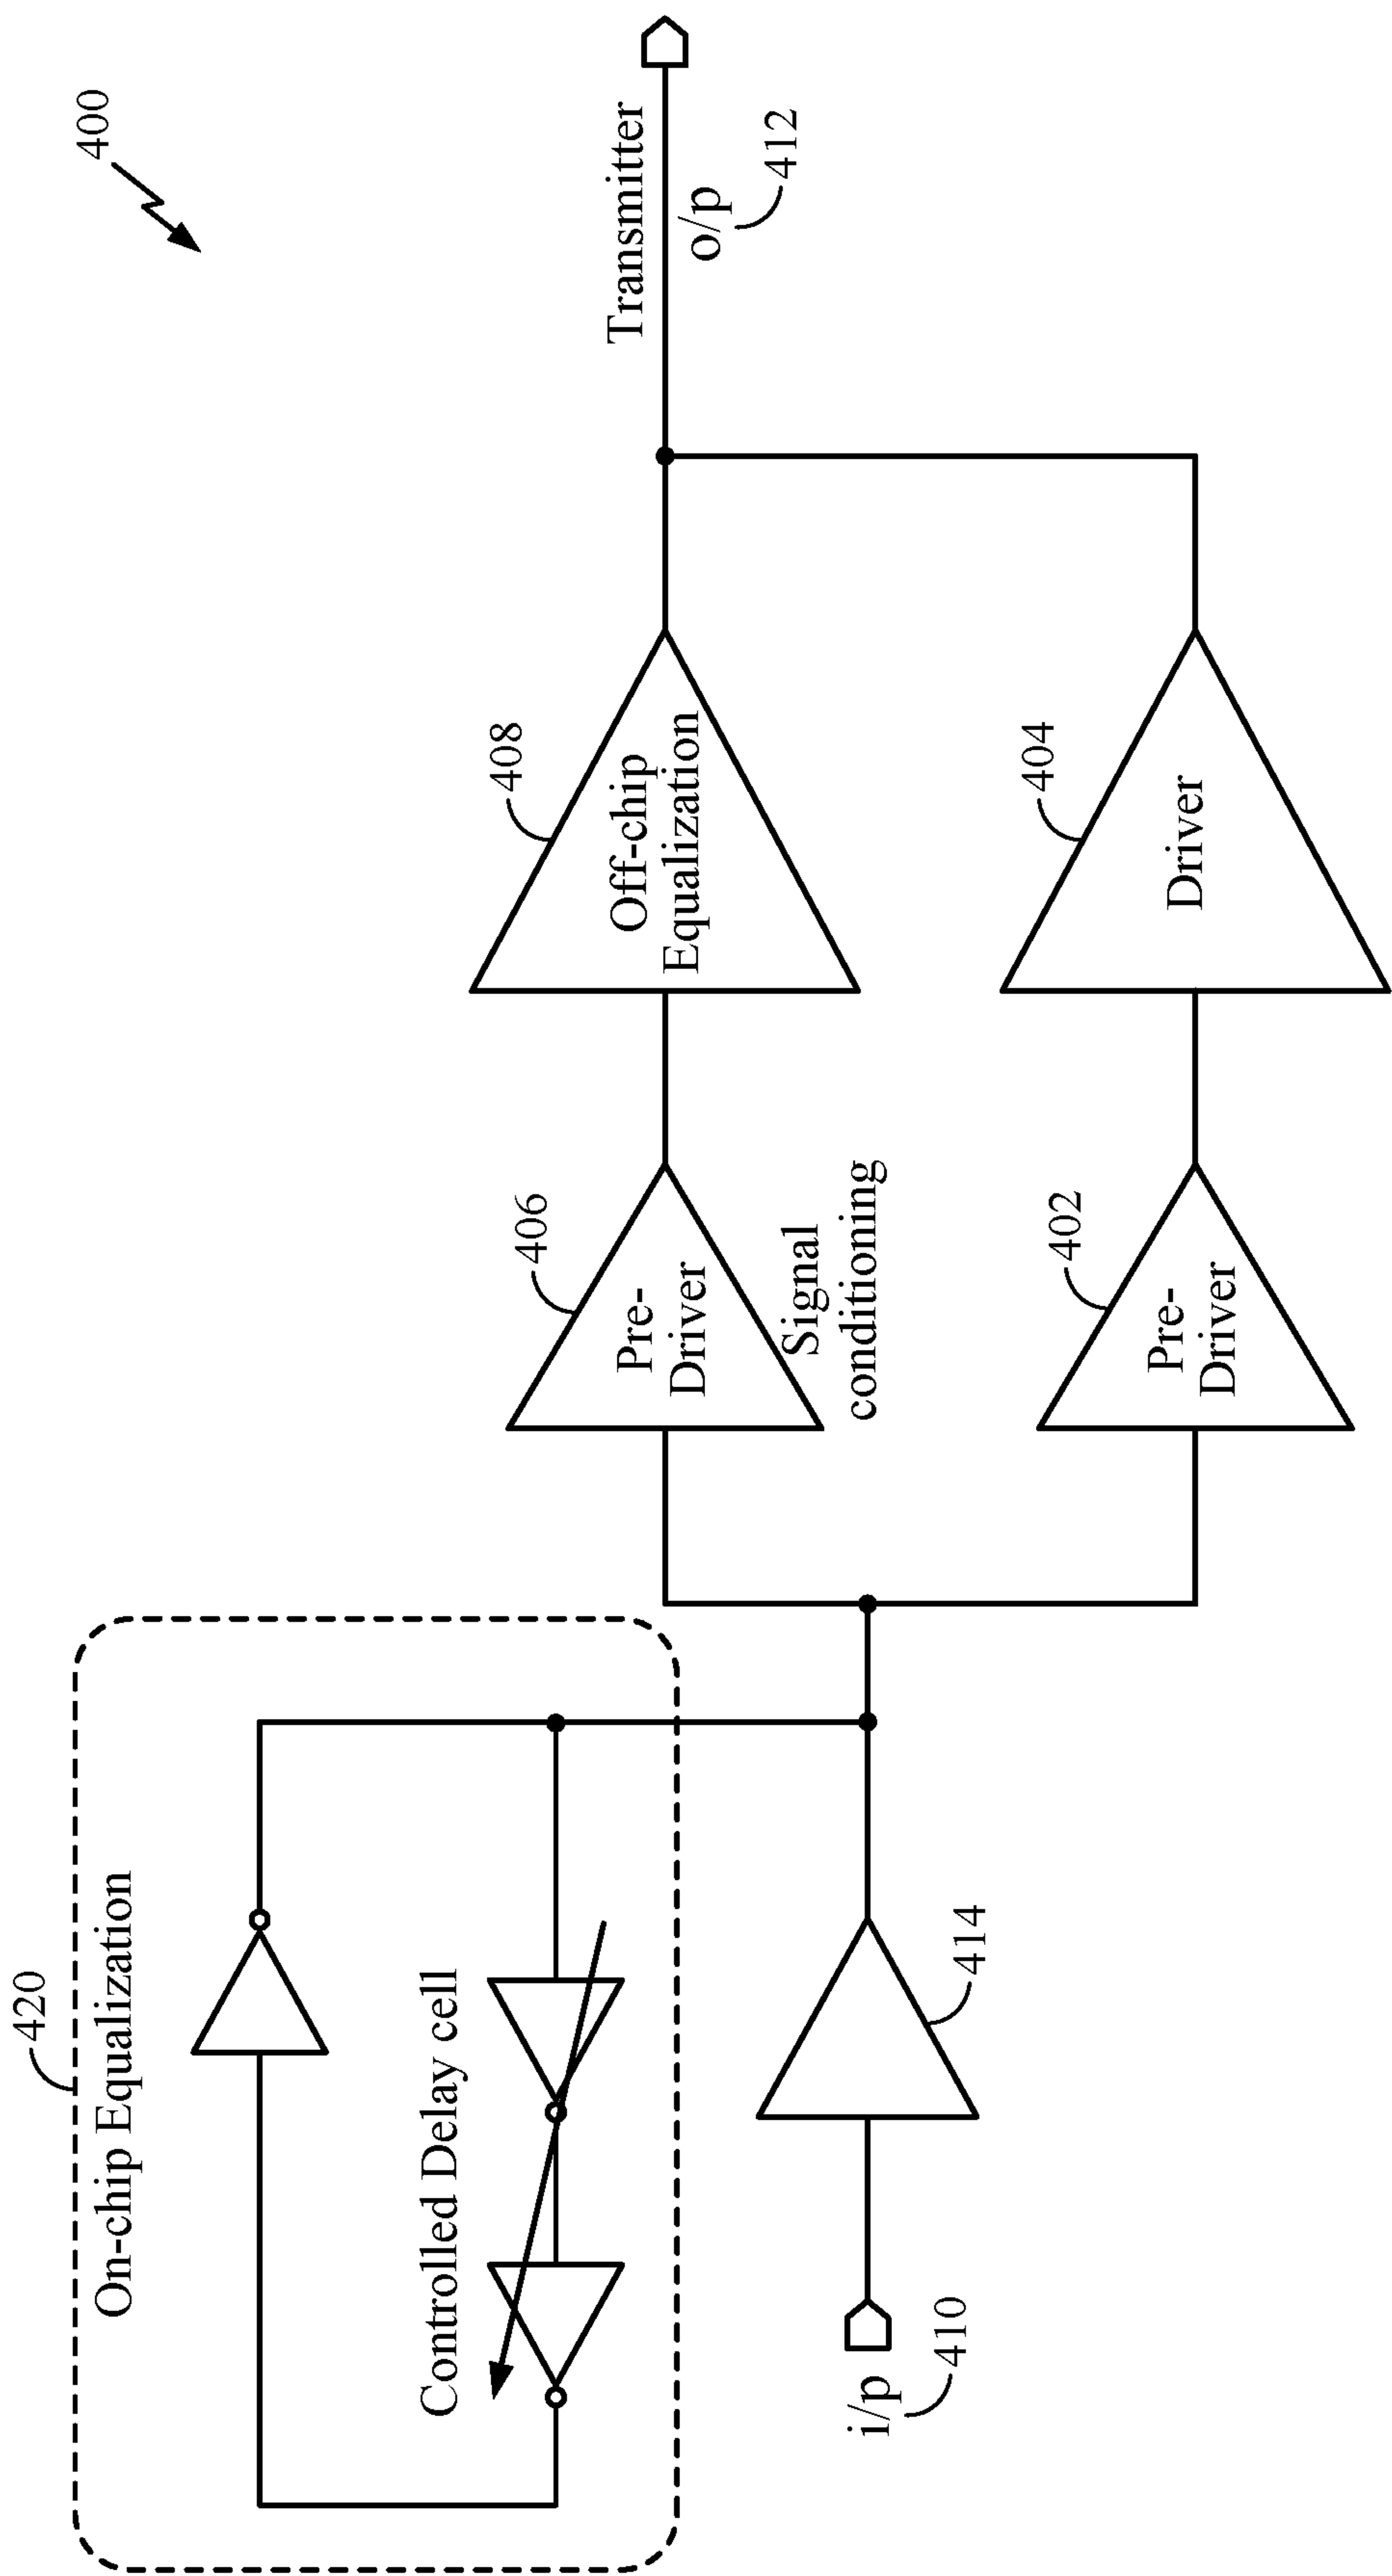 400
420
On-chip Equalization
Controlled Delay cell
i/p
410
414
406
Pre-
Driver
Signal
conditioning
408
Off-chip
Equalization
Transmitter
o/p
412
402
Pre-
Driver
404
Driver